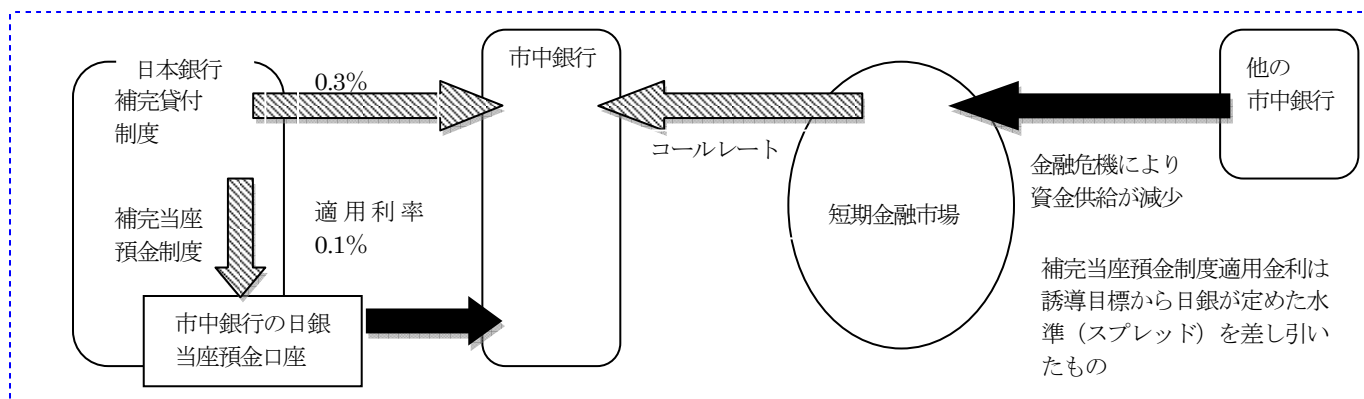 日本銀行
補完貸付
制度
0.3%
市中銀行
コールレート
他の
市中銀行
金融危機により
資金供給が減少
短期金融市場
補完当座
預金制度
適用利率
0.1%
市中銀行の日銀
当座預金口座
補完当座預金制度適用金利は
誘導目標から日銀が定めた水
準（スプレッド）を差し引い
たもの